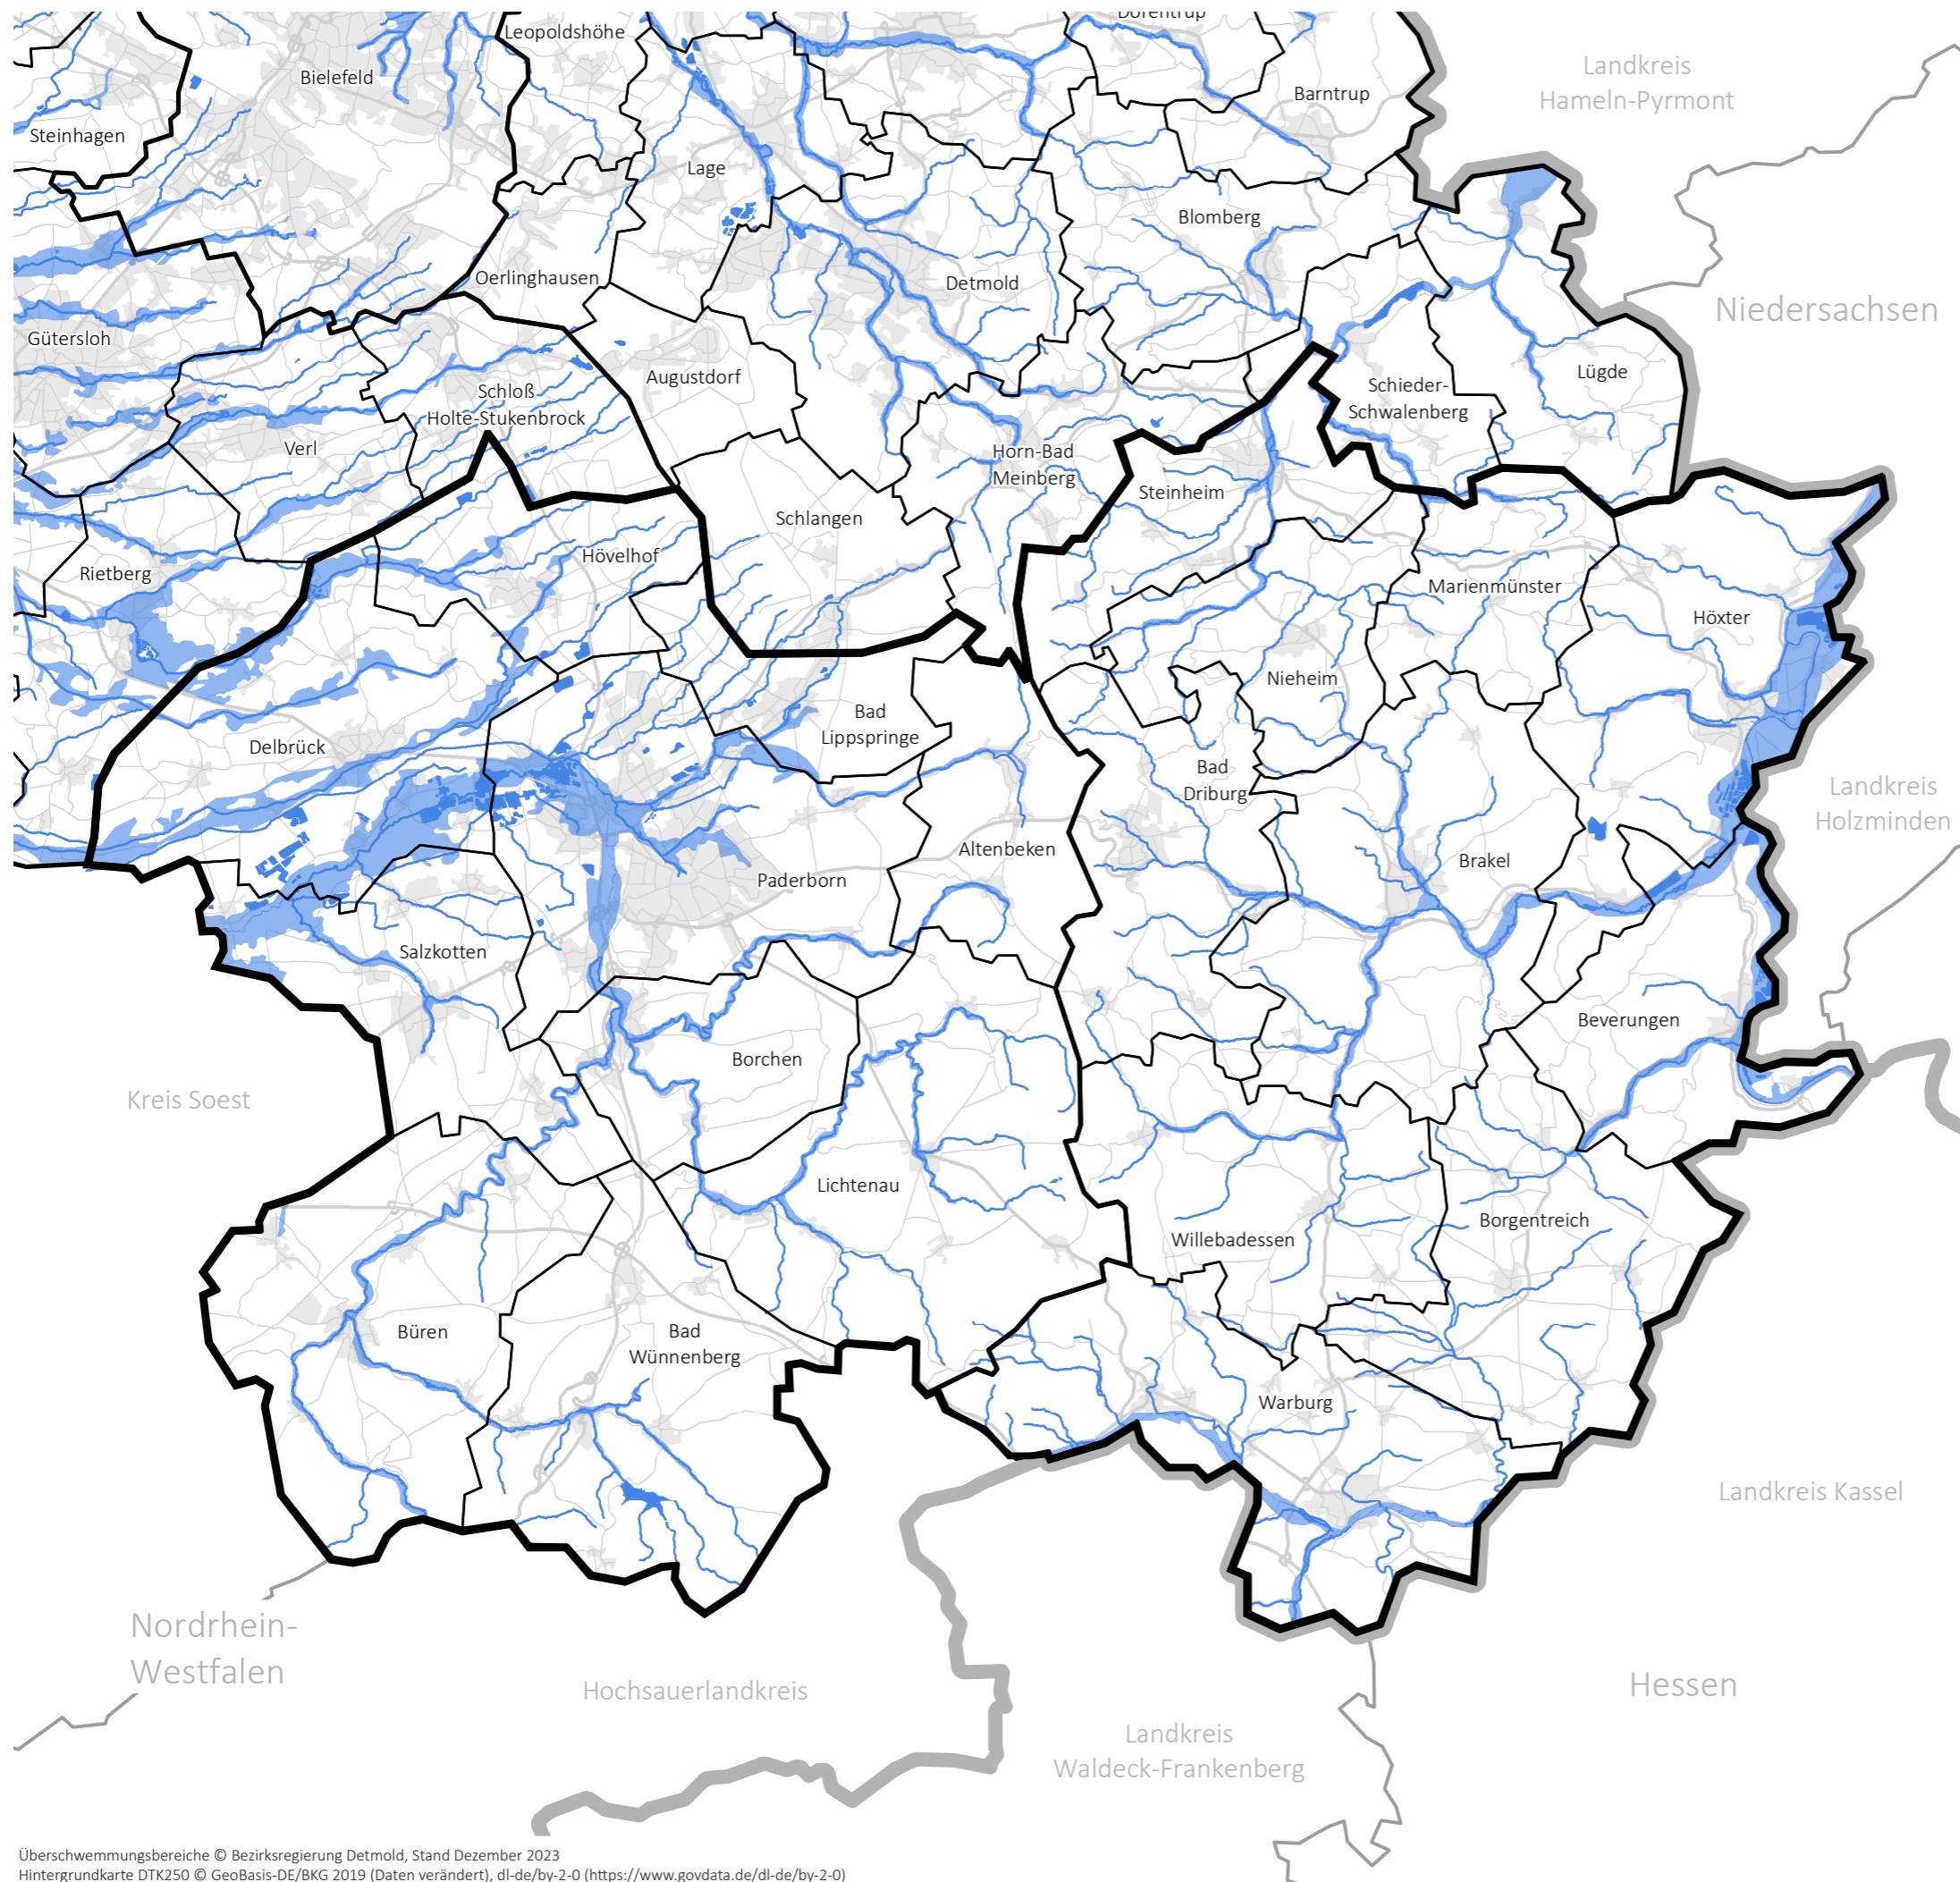 Dörentrup
Leopoldshöhe
Bielefeld
Landkreis
Hameln-Pyrmont
Barntrup
Steinhagen
Lage
Blomberg
Oerlinghausen
Detmold
Niedersachsen
Gütersloh
Augustdorf
Lügde
Schieder-
Schwalenberg
Schloß
Holte-Stukenbrock
Verl
Horn-Bad
Meinberg
Steinheim
Schlangen
Hövelhof
Rietberg
Marienmünster
Höxter
Nieheim
Bad
Lippspringe
Delbrück
Bad
Driburg
Landkreis
Holzminden
Altenbeken
Brakel
Paderborn
Salzkotten
Beverungen
Borchen
Kreis Soest
Lichtenau
Borgentreich
Willebadessen
Büren
Bad
Wünnenberg
Warburg
Landkreis Kassel
Nordrhein-
Westfalen
Hochsauerlandkreis
Hessen
Landkreis
Waldeck-Frankenberg
Überschwemmungsbereiche © Bezirksregierung Detmold, Stand Dezember 2023
Hintergrundkarte DTK250 © GeoBasis-DE/BKG 2019 (Daten verändert), dl-de/by-2-0 (https://www.govdata.de/dl-de/by-2-0)